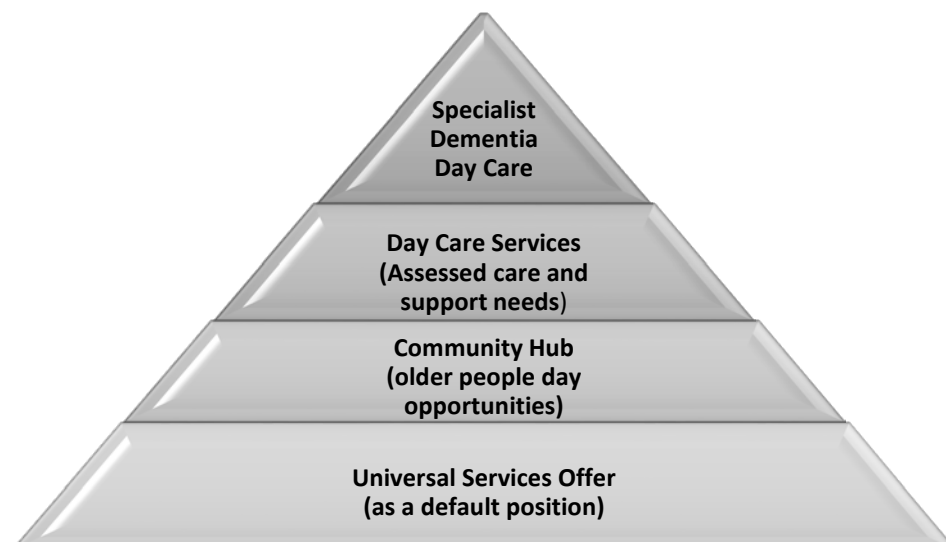 Specialist
Dementia
Day Care
Day Care Services
(Assessed care and
support needs)
Community Hub
(older people day
opportunities)
Universal Services Offer
(as a default position)